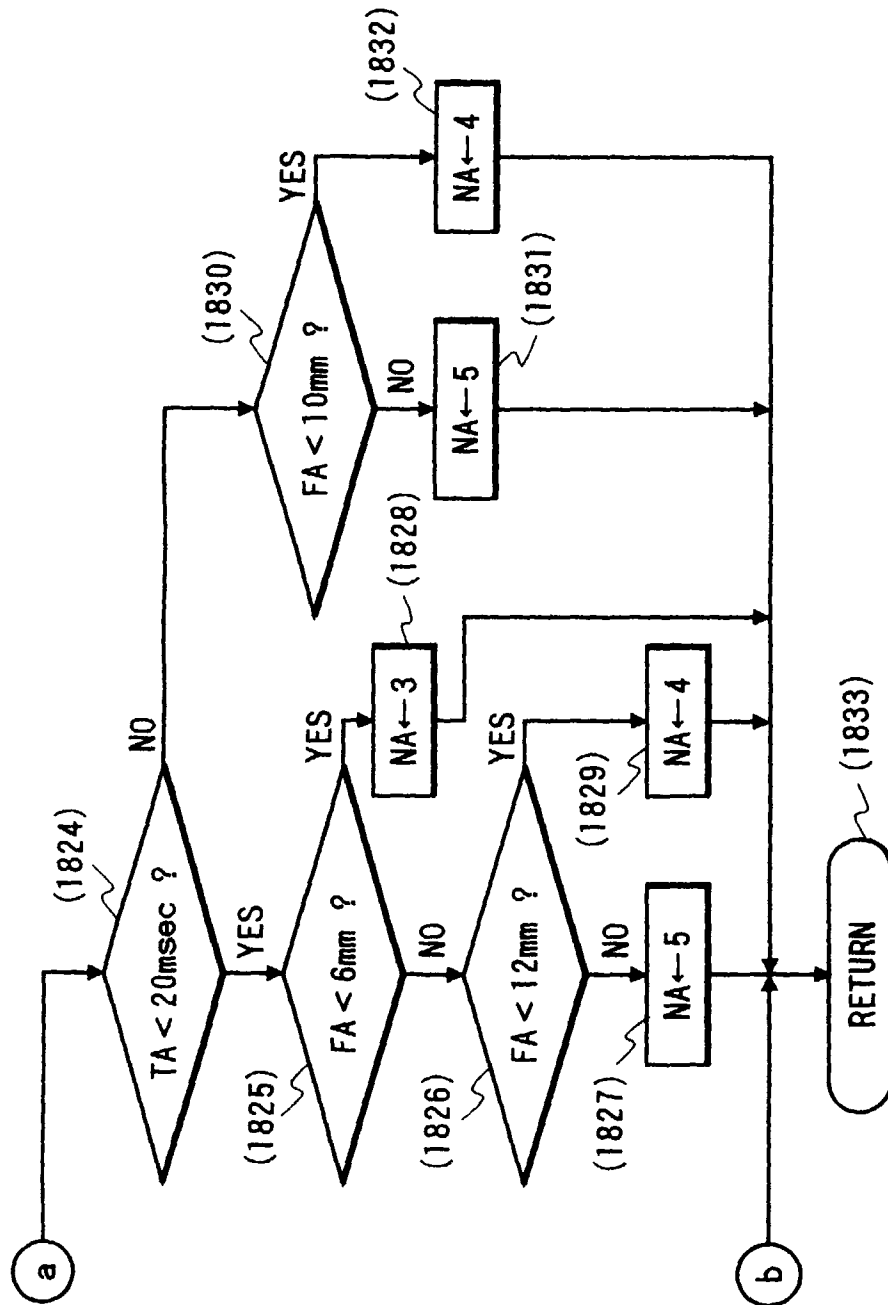 a
(1824)
TA < 20msec ?
NO
YES
(1825)
FA < 6mm ?
YES
NO
NA←3
(1828)
(1826)
FA < 12mm ?
YES
NO
(1827)
NA←5
(1829)
NA←4
(1830)
FA < 10mm ?
YES
NO
NA←5
(1831)
NA←4
(1832)
b
RETURN
(1833)